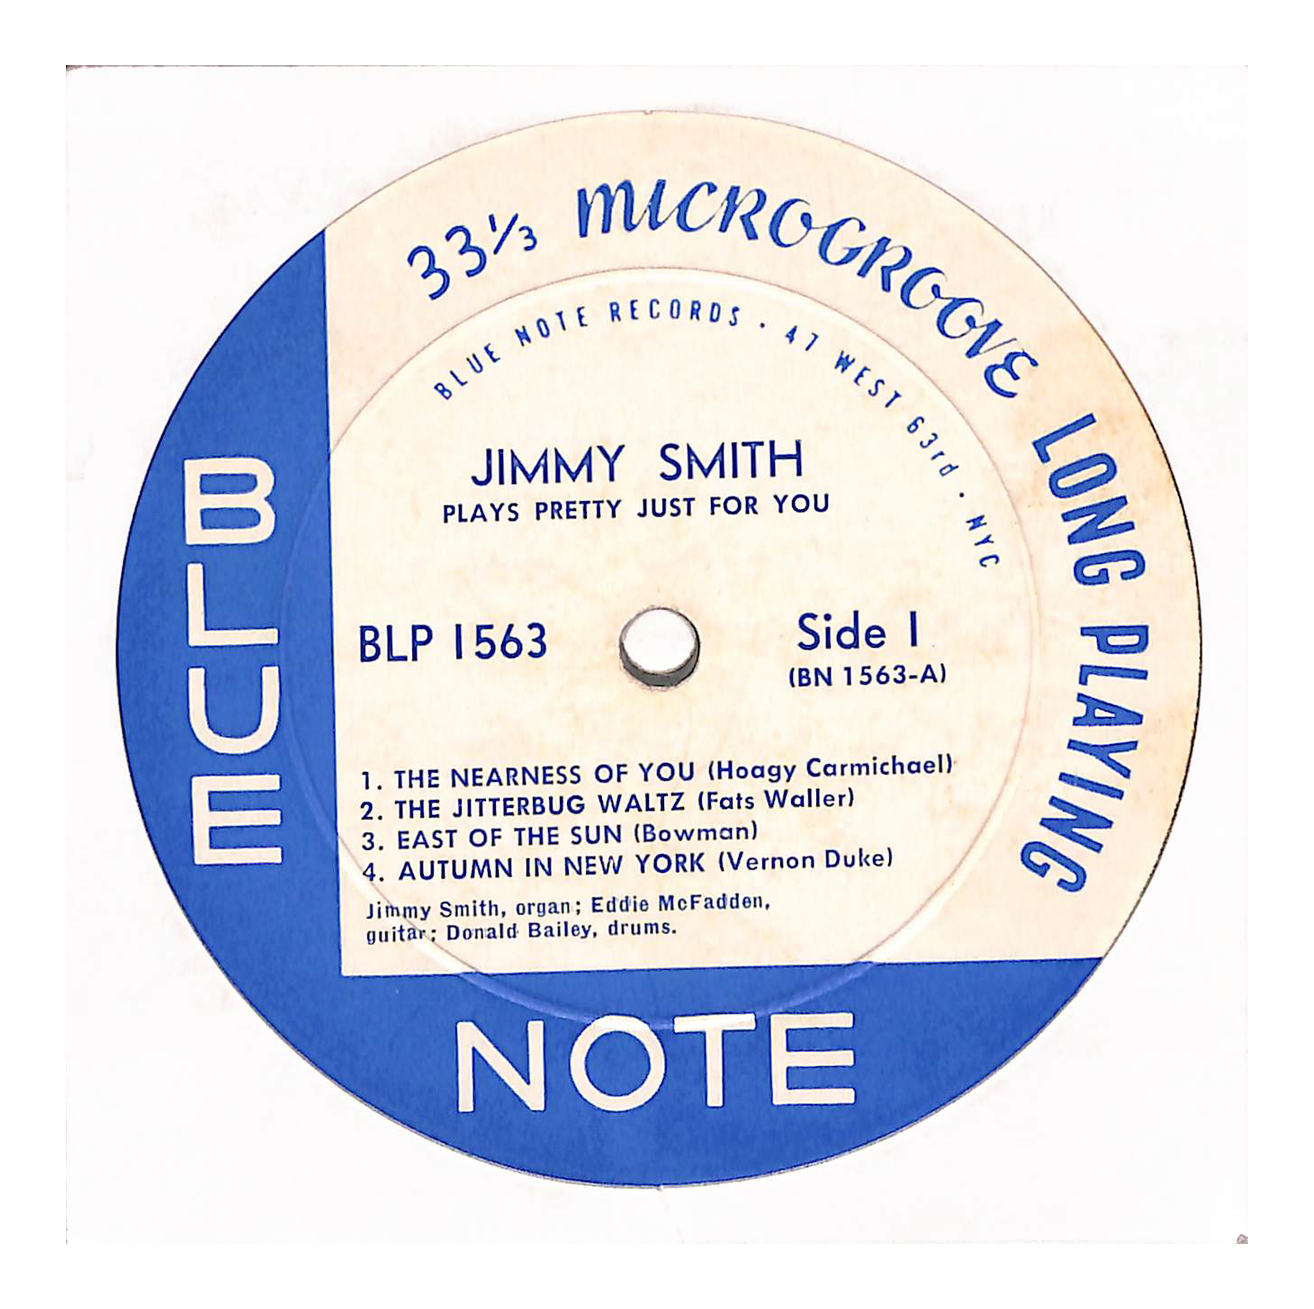 33⅓ MICROGROOVE LONG PLAYING
BLUE NOTE RECORDS · 47 WEST 63rd · NYC
JIMMY SMITH
PLAYS PRETTY JUST FOR YOU
BLP 1563
Side 1
(BN 1563-A)
1. THE NEARNESS OF YOU (Hoagy Carmichael)
2. THE JITTERBUG WALTZ (Fats Waller)
3. EAST OF THE SUN (Bowman)
4. AUTUMN IN NEW YORK (Vernon Duke)
Jimmy Smith, organ; Eddie McFadden,
guitar; Donald Bailey, drums.
BLUE
NOTE